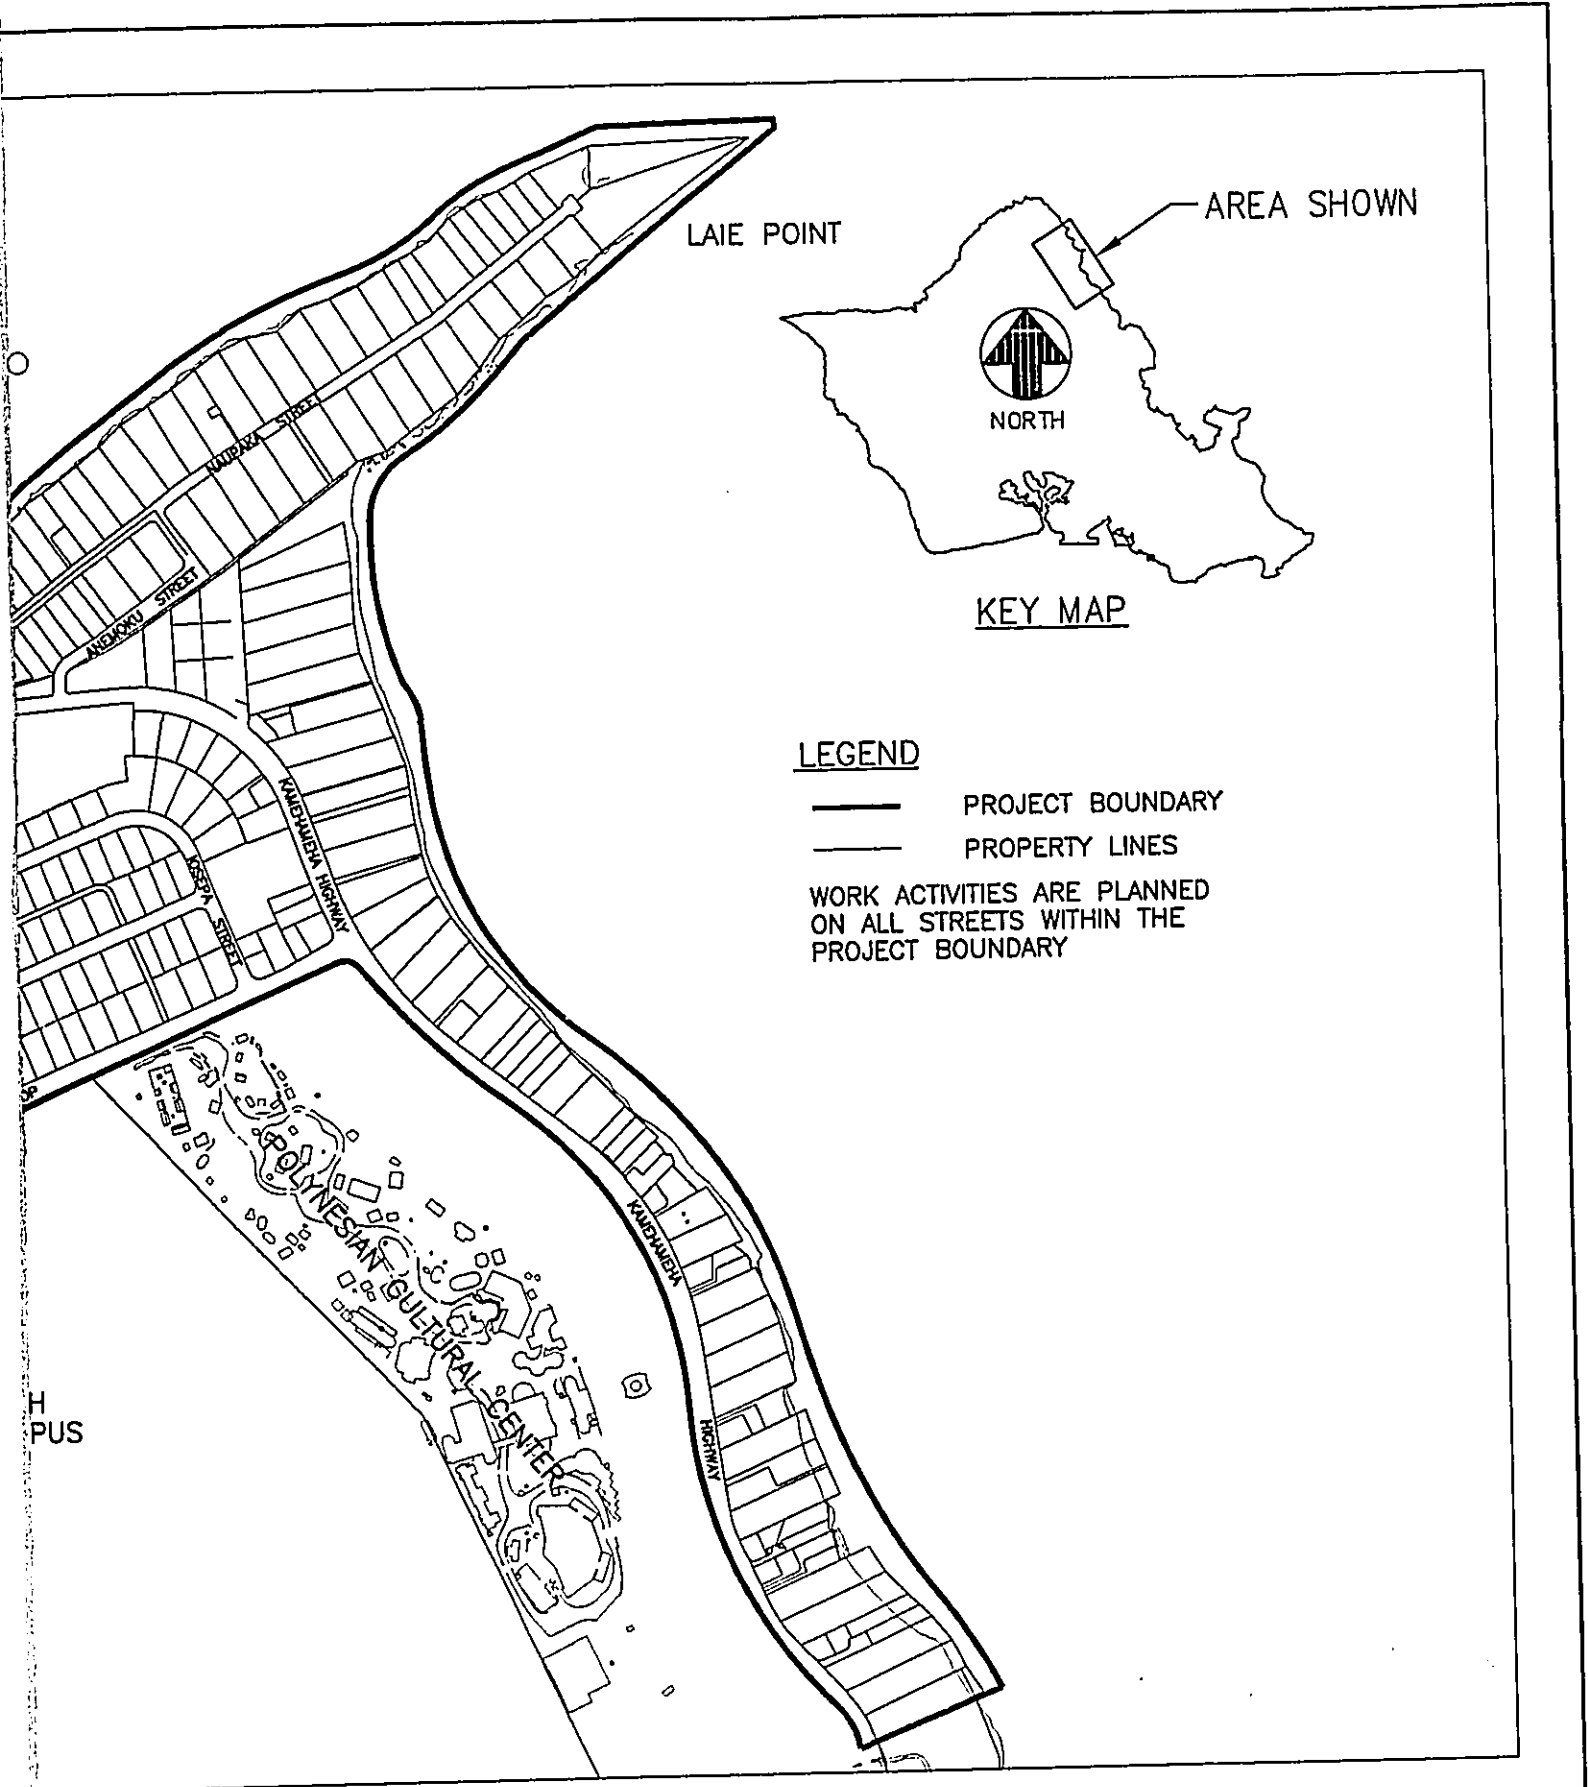 LAIE POINT
AREA SHOWN
NORTH
KEY MAP
NAUPAKA STREET
ANEMOKU STREET
KAMEHAMEHA HIGHWAY
IOSEPA STREET
LEGEND
PROJECT BOUNDARY
PROPERTY LINES
WORK ACTIVITIES ARE PLANNED
ON ALL STREETS WITHIN THE
PROJECT BOUNDARY
OP
POLYNESIAN CULTURAL CENTER
KAMEHAMEHA
HIGHWAY
H
PUS